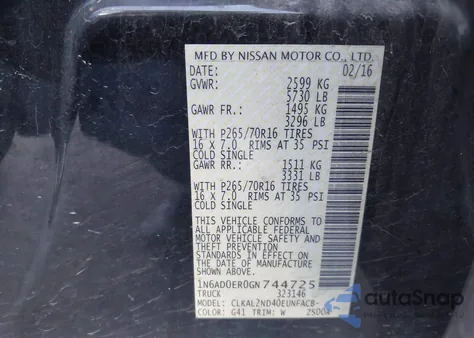 MFD BY NISSAN MOTOR CO., LTD.
DATE: 02/16
GVWR: 2599 KG
5730 LB
GAWR FR.: 1495 KG
3296 LB
WITH P265/70R16 TIRES
16 X 7.0 RIMS AT 35 PSI
COLD SINGLE
GAWR RR.: 1511 KG
3331 LB
WITH P265/70R16 TIRES
16 X 7.0 RIMS AT 35 PSI
COLD SINGLE
THIS VEHICLE CONFORMS TO
ALL APPLICABLE FEDERAL
MOTOR VEHICLE SAFETY AND
THEFT PREVENTION
STANDARDS IN EFFECT ON
THE DATE OF MANUFACTURE
SHOWN ABOVE.
1N6AD0ER0GN744725
TRUCK 323146
MODEL: CLKALZND40EUNFACB-
COLOR: G41 TRIM: W 2500A
autoSnap